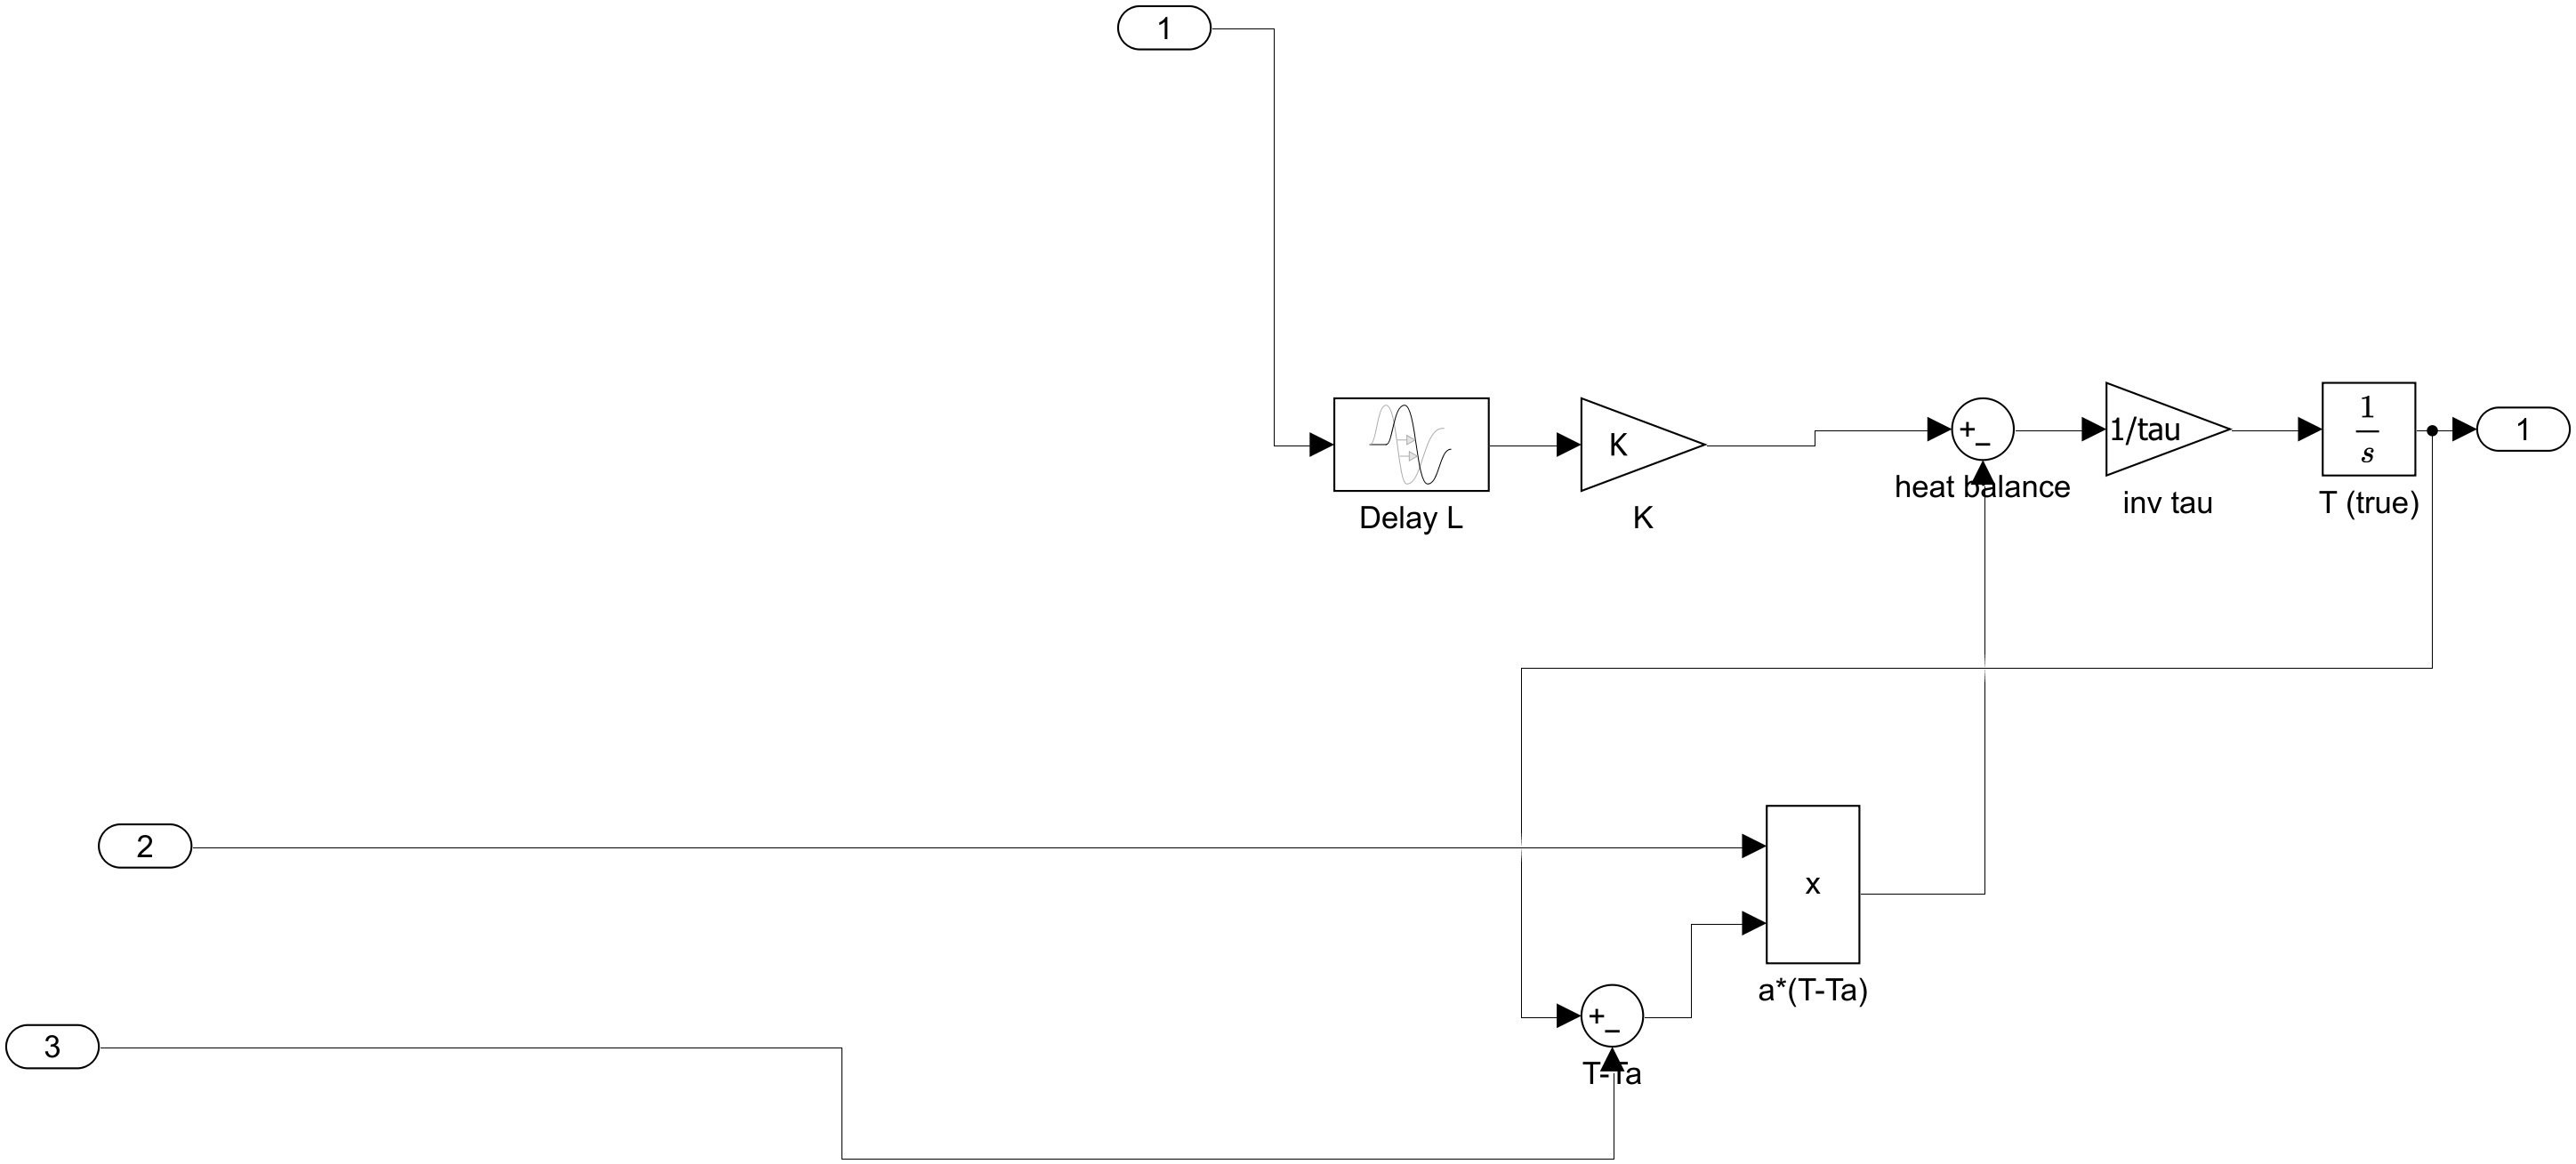 1
K
+
−
1/tau
1
s
1
heat balance
inv tau
T (true)
Delay L
K
2
x
a*(T-Ta)
+
−
3
T-Ta